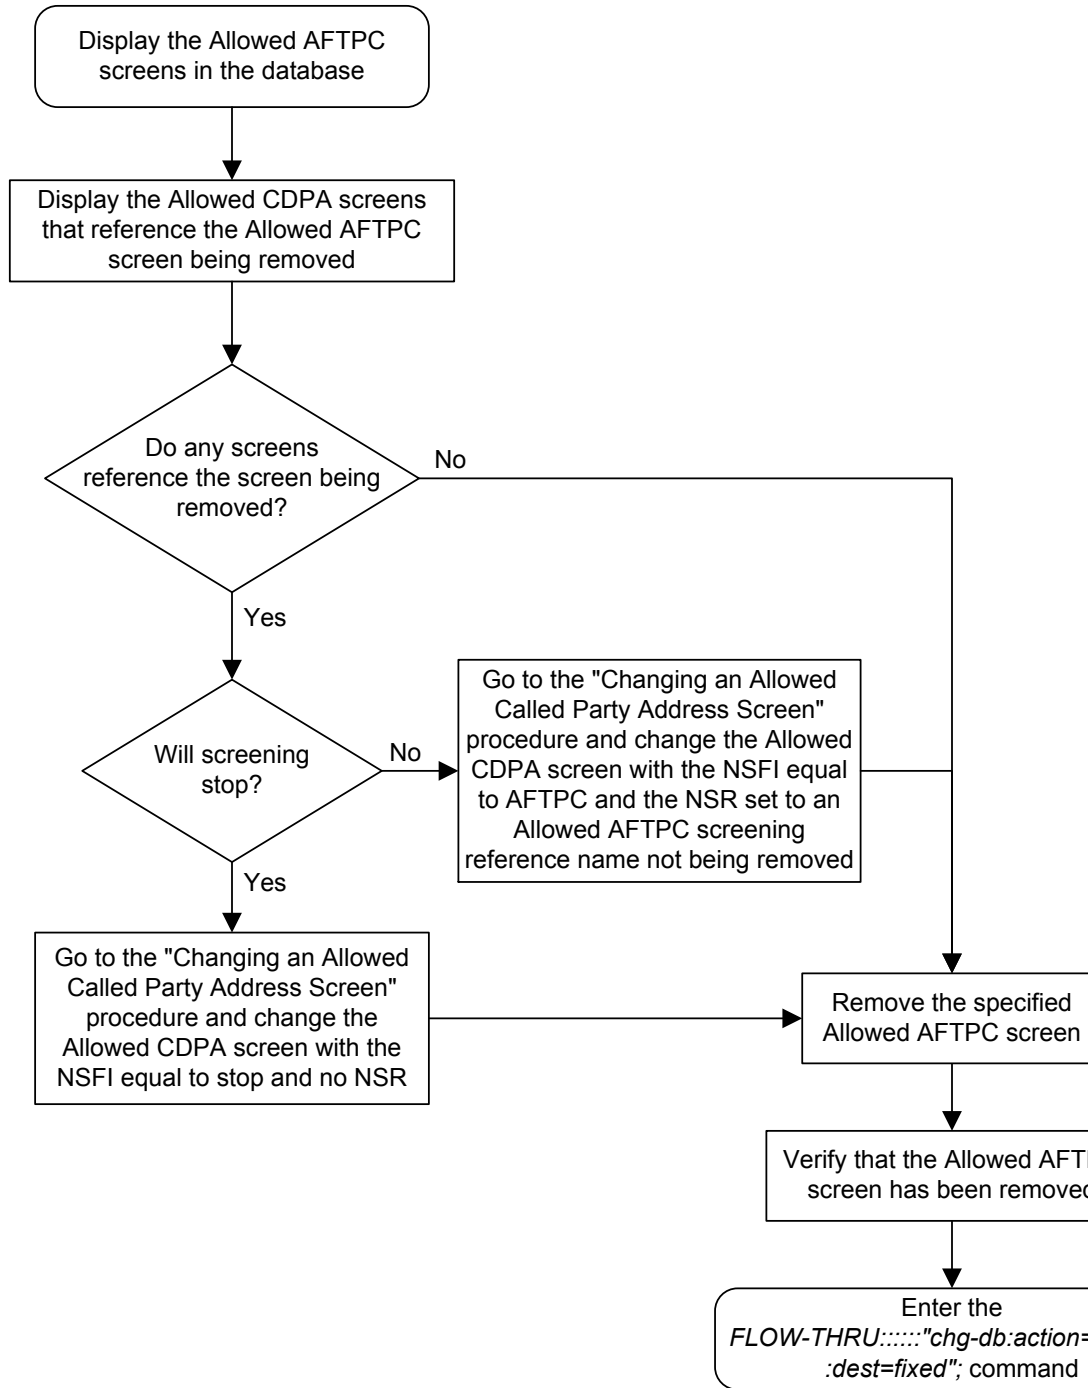 Display the Allowed AFTPC
screens in the database
Display the Allowed CDPA screens
that reference the Allowed AFTPC
screen being removed
Do any screens
reference the screen being
removed?
No
Yes
Will screening
stop?
No
Go to the "Changing an Allowed
Called Party Address Screen"
procedure and change the Allowed
CDPA screen with the NSFI equal
to AFTPC and the NSR set to an
Allowed AFTPC screening
reference name not being removed
Yes
Go to the "Changing an Allowed
Called Party Address Screen"
procedure and change the
Allowed CDPA screen with the
NSFI equal to stop and no NSR
Remove the specified
Allowed AFTPC screen
Verify that the Allowed
screen has been
Enter the
FLOW-THRU::::::"chg-db:action=
:dest=fixed"; command